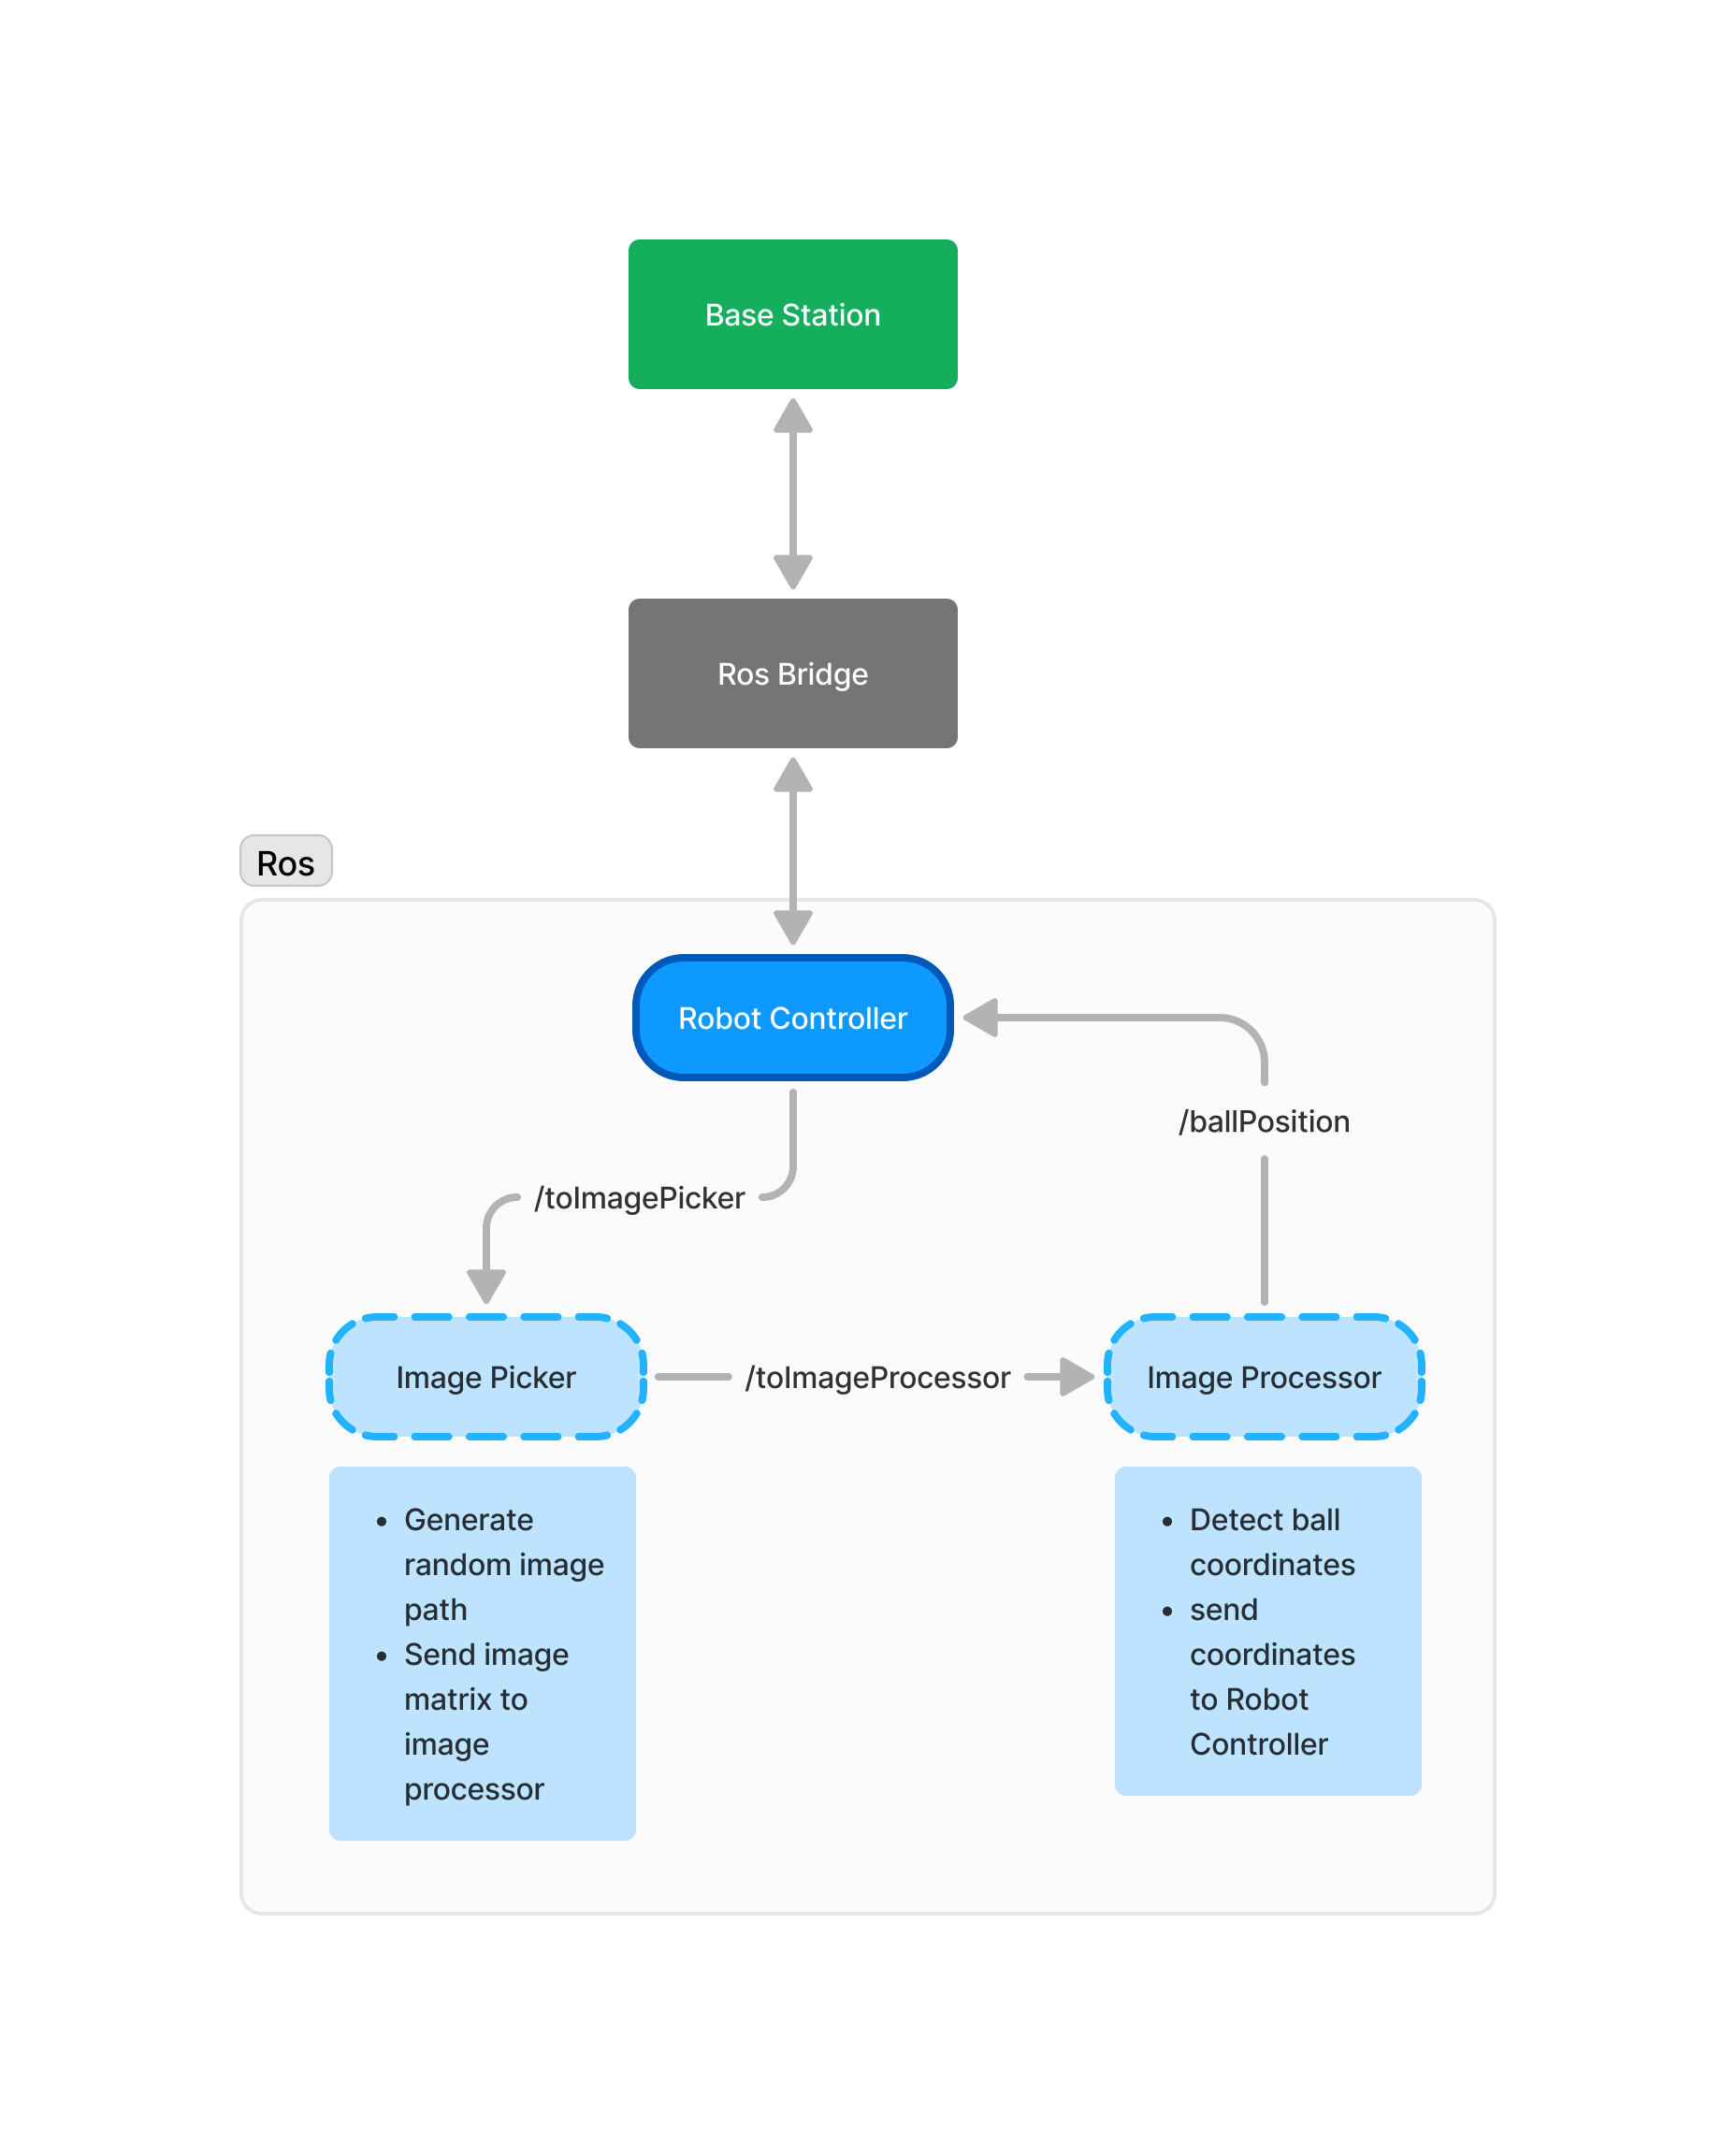 Base Station
Ros Bridge
Ros
Robot Controller
/ballPosition
/toImagePicker
Image Picker
/toImageProcessor
Image Processor
• Generate
random image
path
• Send image
matrix to
image
processor
• Detect ball
coordinates
• send
coordinates
to Robot
Controller